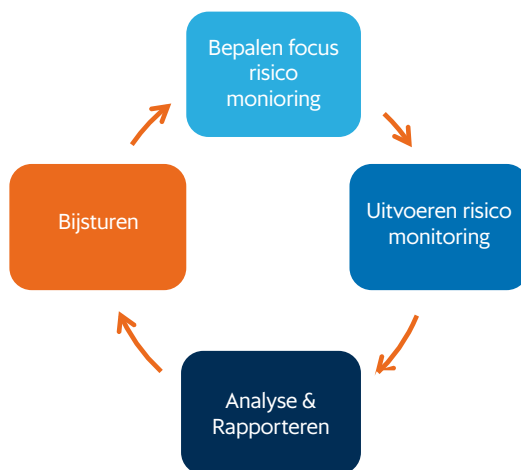 Bepalen focus
risico
monioring
Uitvoeren risico
monitoring
Analyse &
Rapporteren
Bijsturen